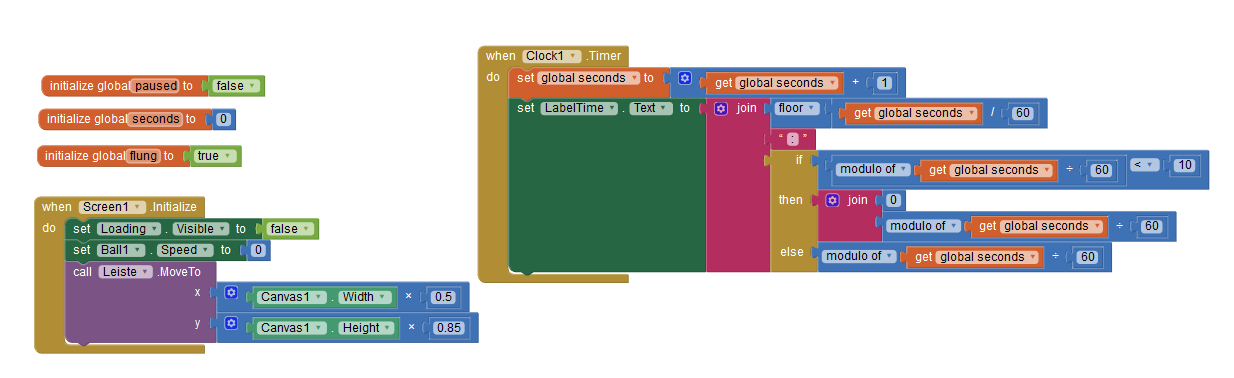 initialize global paused to false
initialize global seconds to 0
initialize global flung to true
when Screen1 .Initialize
do set Loading . Visible to false
set Ball1 . Speed to 0
call Leiste .MoveTo
x Canvas1 . Width × 0.5
y Canvas1 . Height × 0.85
when Clock1 .Timer
do set global seconds to get global seconds + 1
set LabelTime . Text to join floor get global seconds / 60
" : "
if modulo of get global seconds ÷ 60 < 10
then join 0
modulo of get global seconds ÷ 60
else modulo of get global seconds ÷ 60